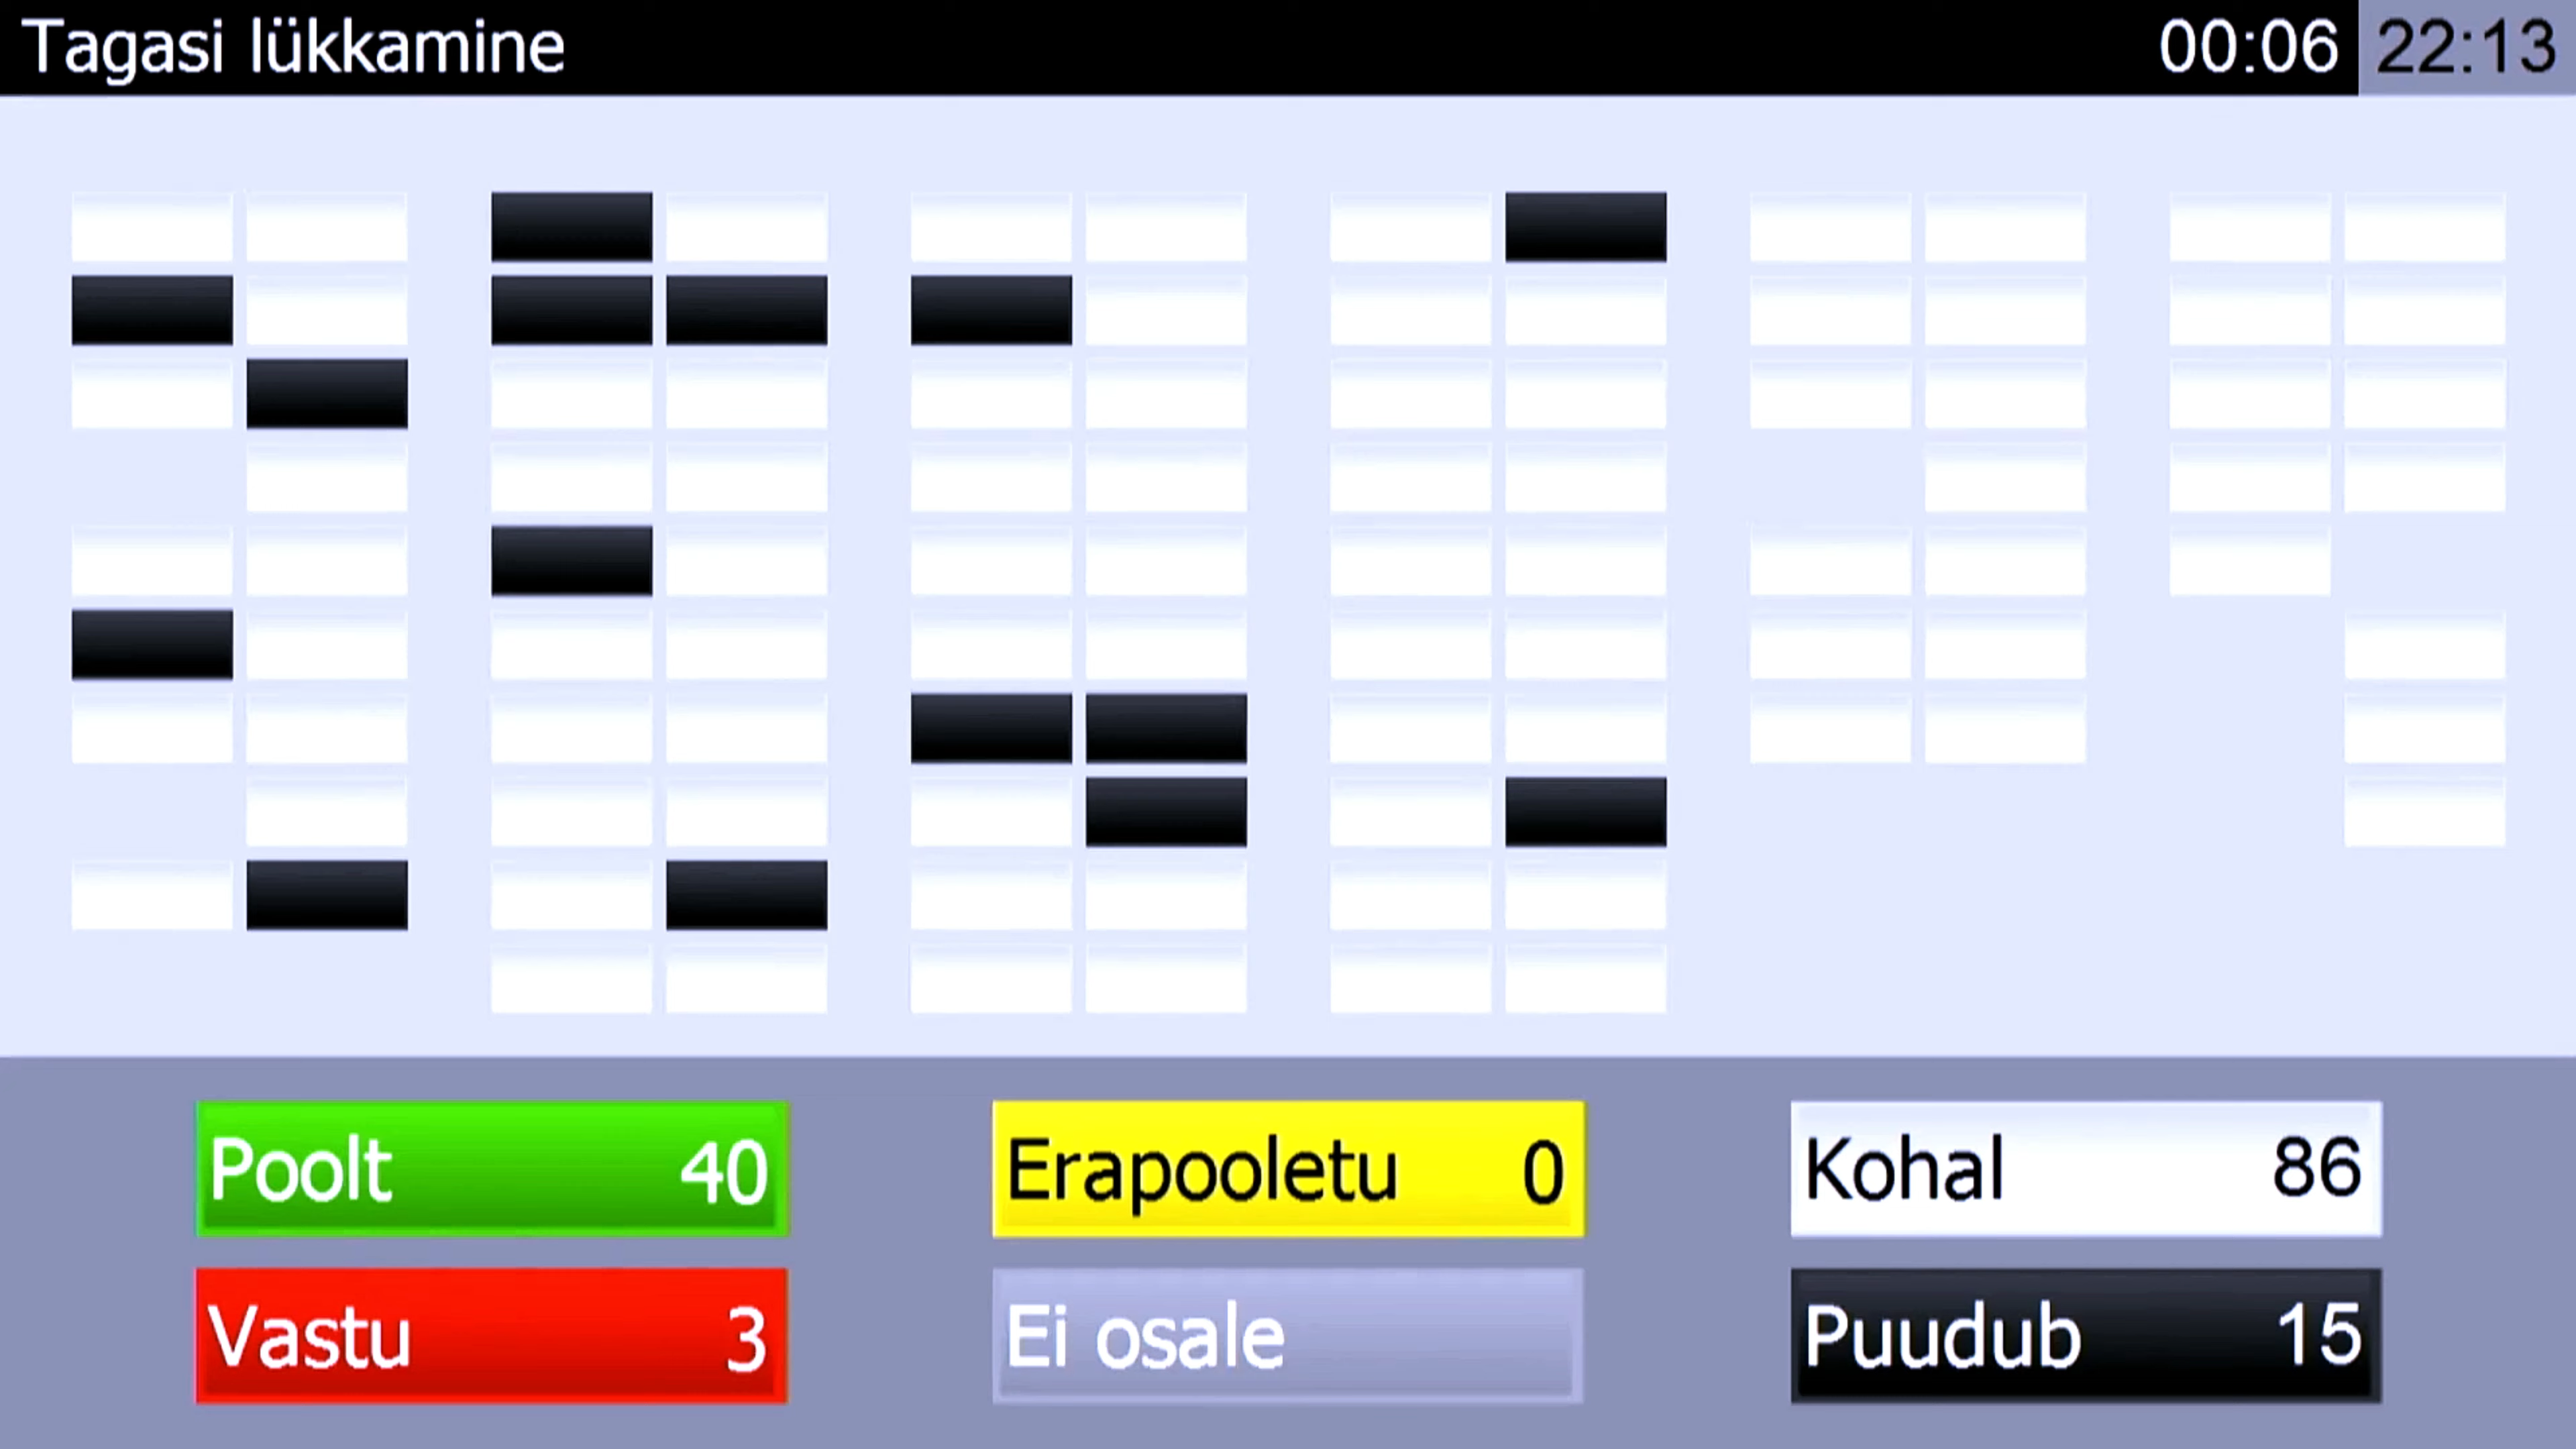 Tagasi lükkamine 00:06 22:13
Poolt 40 Erapooletu 0 Kohal 86
Vastu 3 Ei osale Puudub 15